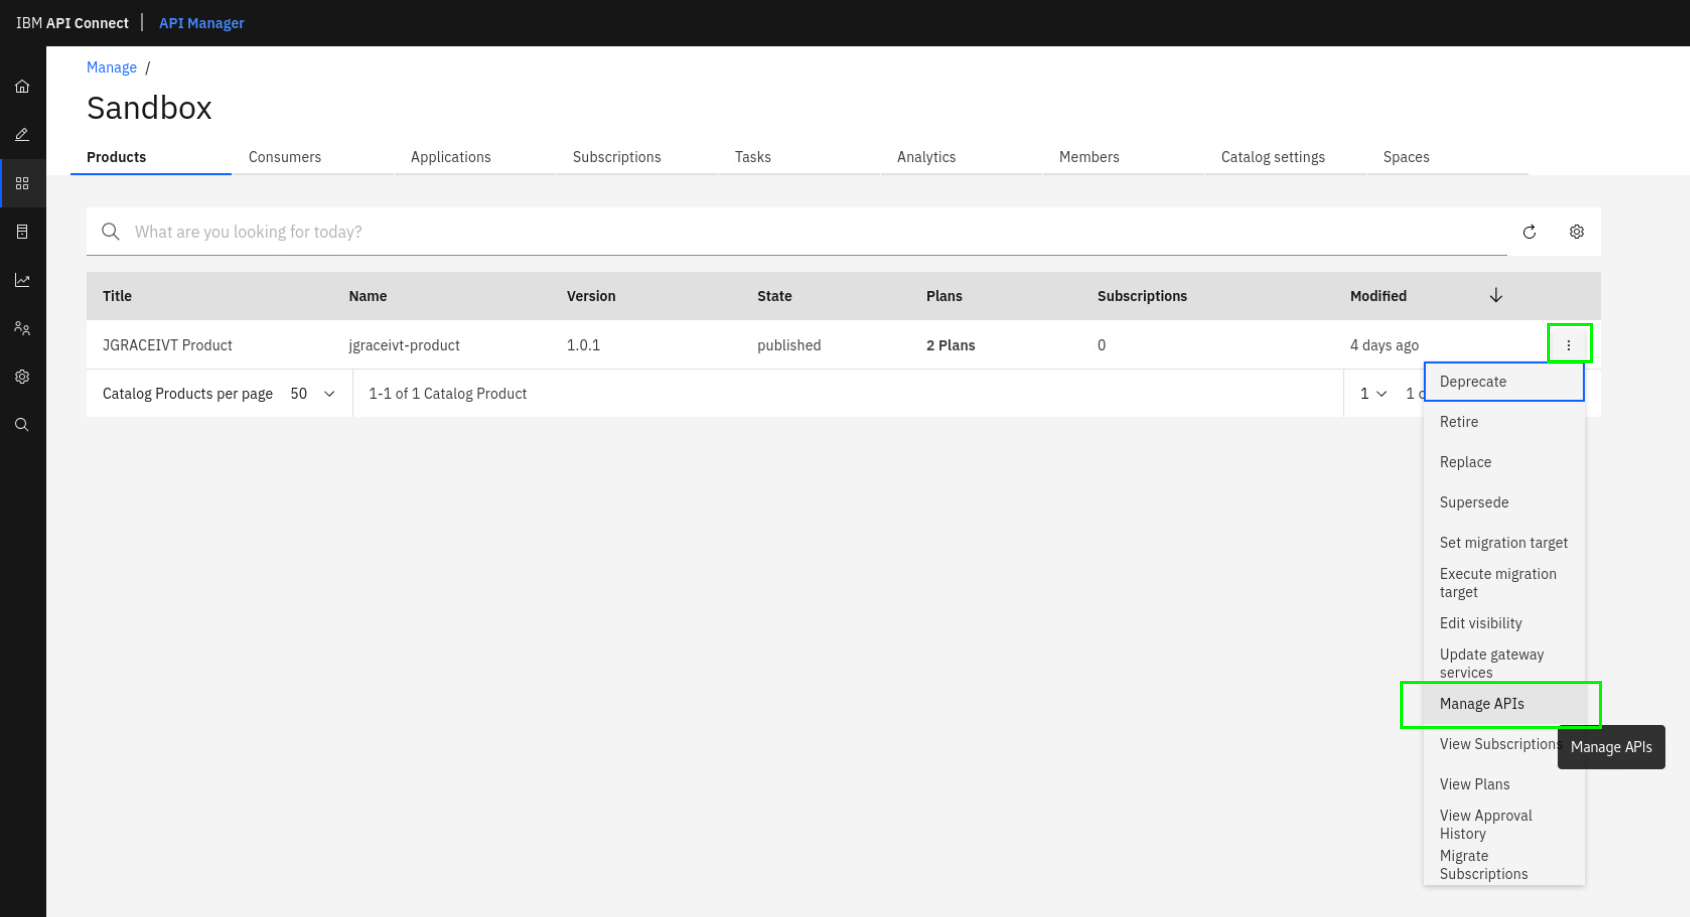 IBM API Connect | API Manager
Manage /
Sandbox
Products Consumers Applications Subscriptions Tasks Analytics Members Catalog settings Spaces
What are you looking for today?
Title Name Version State Plans Subscriptions Modified
JGRACEIVT Product jgraceivt-product 1.0.1 published 2 Plans 0 4 days ago
Catalog Products per page 50 1-1 of 1 Catalog Product 1 1
Deprecate
Retire
Replace
Supersede
Set migration target
Execute migration
target
Edit visibility
Update gateway
services
Manage APIs
View Subscriptions Manage APIs
View Plans
View Approval
History
Migrate
Subscriptions